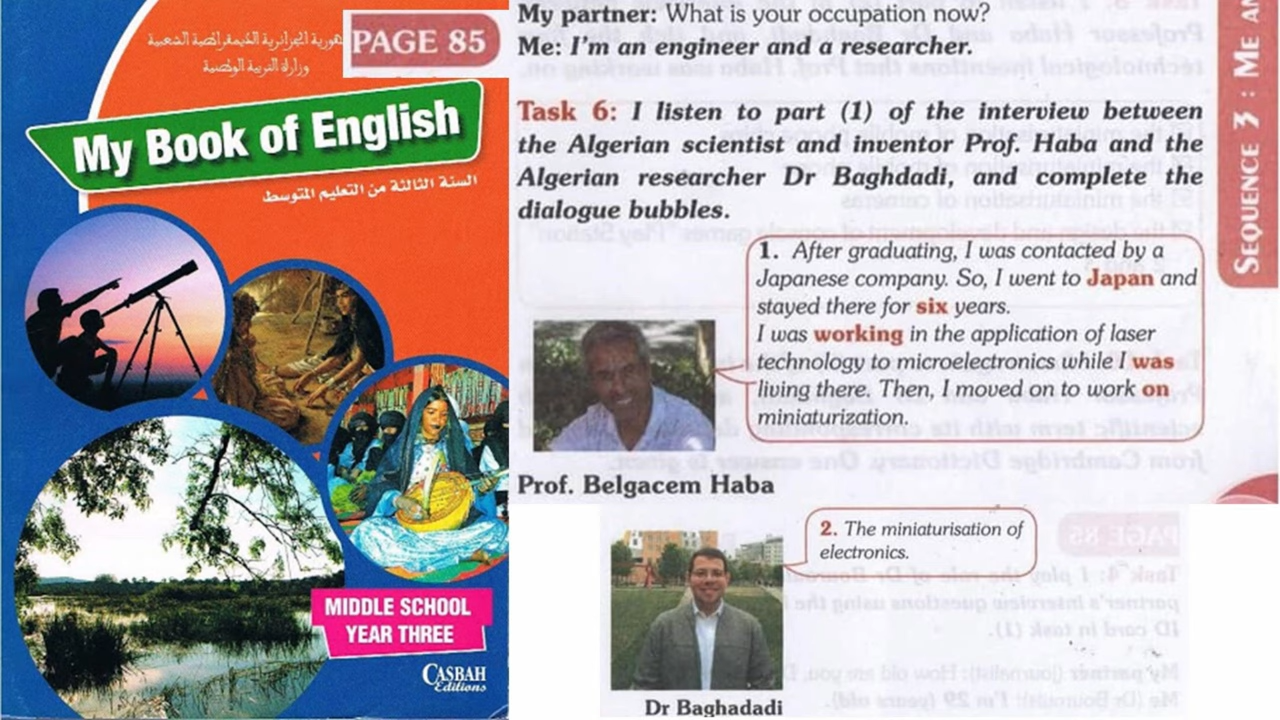 الجمهورية الجزائرية الديمقراطية الشعبية
وزارة التربية الوطنية
PAGE 85
My Book of English
السنة الثالثة من التعليم المتوسط
MIDDLE SCHOOL
YEAR THREE
CASBAH
Editions
My partner: What is your occupation now?
Me: I'm an engineer and a researcher.
Task 6: I listen to part (1) of the interview between
the Algerian scientist and inventor Prof. Haba and the
Algerian researcher Dr Baghdadi, and complete the
dialogue bubbles.
1. After graduating, I was contacted by a
Japanese company. So, I went to Japan and
stayed there for six years.
I was working in the application of laser
technology to microelectronics while I was
living there. Then, I moved on to work on
miniaturization.
Prof. Belgacem Haba
2. The miniaturisation of
electronics.
Dr Baghadadi
SEQUENCE 3 : ME AN